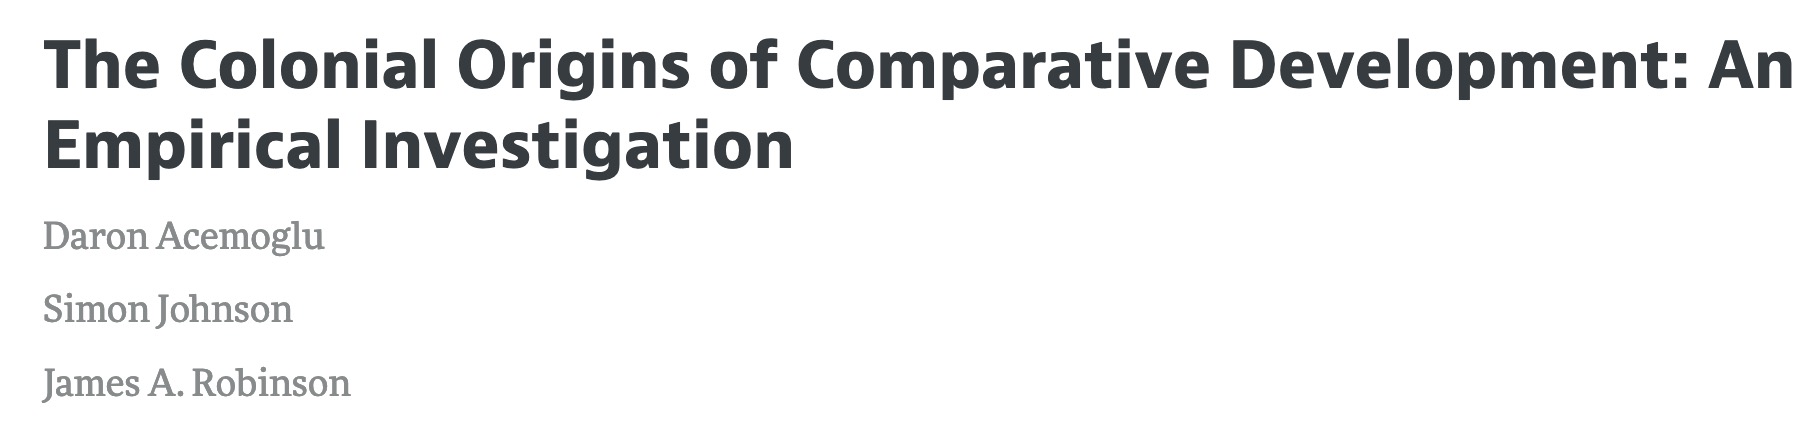 The Colonial Origins of Comparative Development: An
Empirical Investigation
Daron Acemoglu
Simon Johnson
James A. Robinson